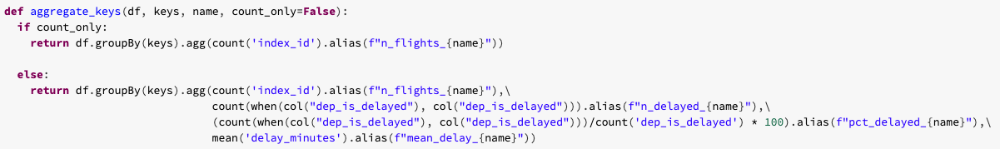 def aggregate_keys(df, keys, name, count_only=False):
  if count_only:
    return df.groupBy(keys).agg(count('index_id').alias(f"n_flights_{name}"))

  else:
    return df.groupBy(keys).agg(count('index_id').alias(f"n_flights_{name}"),\
                                count(when(col("dep_is_delayed"), col("dep_is_delayed"))).alias(f"n_delayed_{name}"),\
                                (count(when(col("dep_is_delayed"), col("dep_is_delayed")))/count('dep_is_delayed') * 100).alias(f"pct_delayed_{name}"),\
                                mean('delay_minutes').alias(f"mean_delay_{name}"))